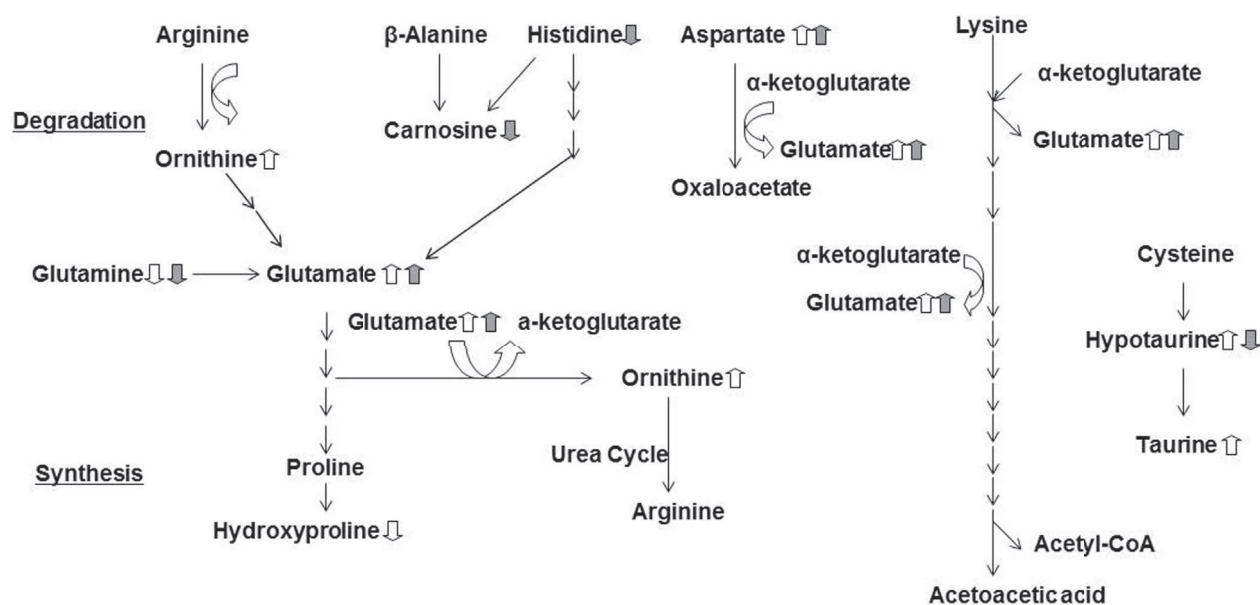 Arginine
β-Alanine
Histidine
Aspartate
Lysine
α-ketoglutarate
α-ketoglutarate
Degradation
Carnosine
Glutamate
Glutamate
Ornithine
Oxaloacetate
α-ketoglutarate
Cysteine
Glutamine
Glutamate
Glutamate
Glutamate
a-ketoglutarate
Hypotaurine
Ornithine
Taurine
Urea Cycle
Synthesis
Proline
Arginine
Hydroxyproline
Acetyl-CoA
Acetoacetic acid